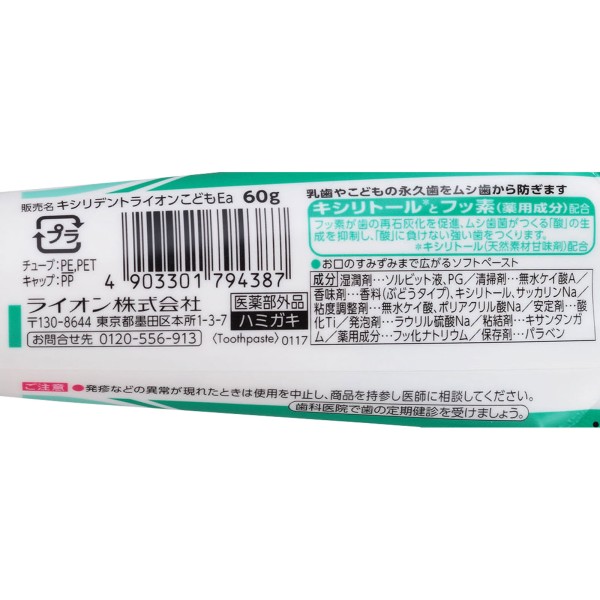 販売名 キシリデントライオンこどもEa 60g
プラ
チューブ:PE,PET
キャップ:PP
4 903301 794387
ライオン株式会社
〒130-8644 東京都墨田区本所1-3-7
お問合せ先 0120-556-913
医薬部外品
ハミガキ
〈Toothpaste〉 0117
乳歯やこどもの永久歯をムシ歯から防ぎます
キシリトール※とフッ素(薬用成分)配合
フッ素が歯の再石灰化を促進、ムシ歯菌がつくる「酸」の生
成を抑制し、「酸」に負けない強い歯をつくります。
※キシリトール(天然素材甘味剤)配合
●お口のすみずみまで広がるソフトペースト
成分 湿潤剤…ソルビット液、PG/清掃剤…無水ケイ酸A/
香味剤…香料(ぶどうタイプ)、キシリトール、サッカリンNa/
粘度調整剤…無水ケイ酸、ポリアクリル酸Na/安定剤…酸
化Ti/発泡剤…ラウリル硫酸Na/粘結剤…キサンタンガ
ム/薬用成分…フッ化ナトリウム/保存剤…パラベン
ご注意 ●発疹などの異常が現れたときは使用を中止し、商品を持参し医師に相談してください。
歯科医院で歯の定期健診を受けましょう。